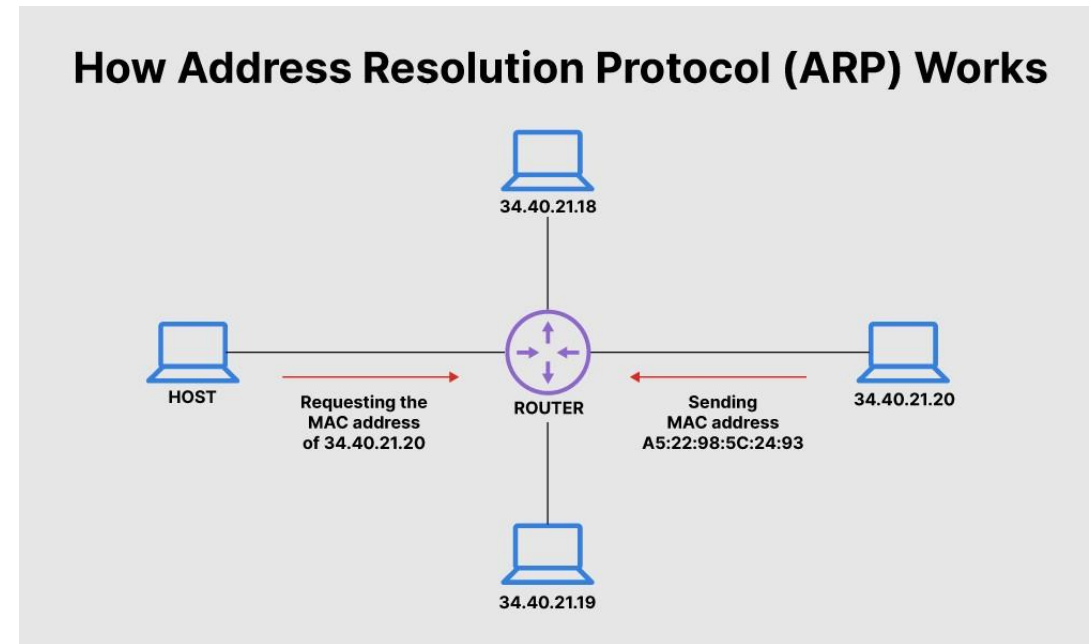 How Address Resolution Protocol (ARP) Works
34.40.21.18
HOST
Requesting the
MAC address
of 34.40.21.20
ROUTER
Sending
MAC address
A5:22:98:5C:24:93
34.40.21.20
34.40.21.19